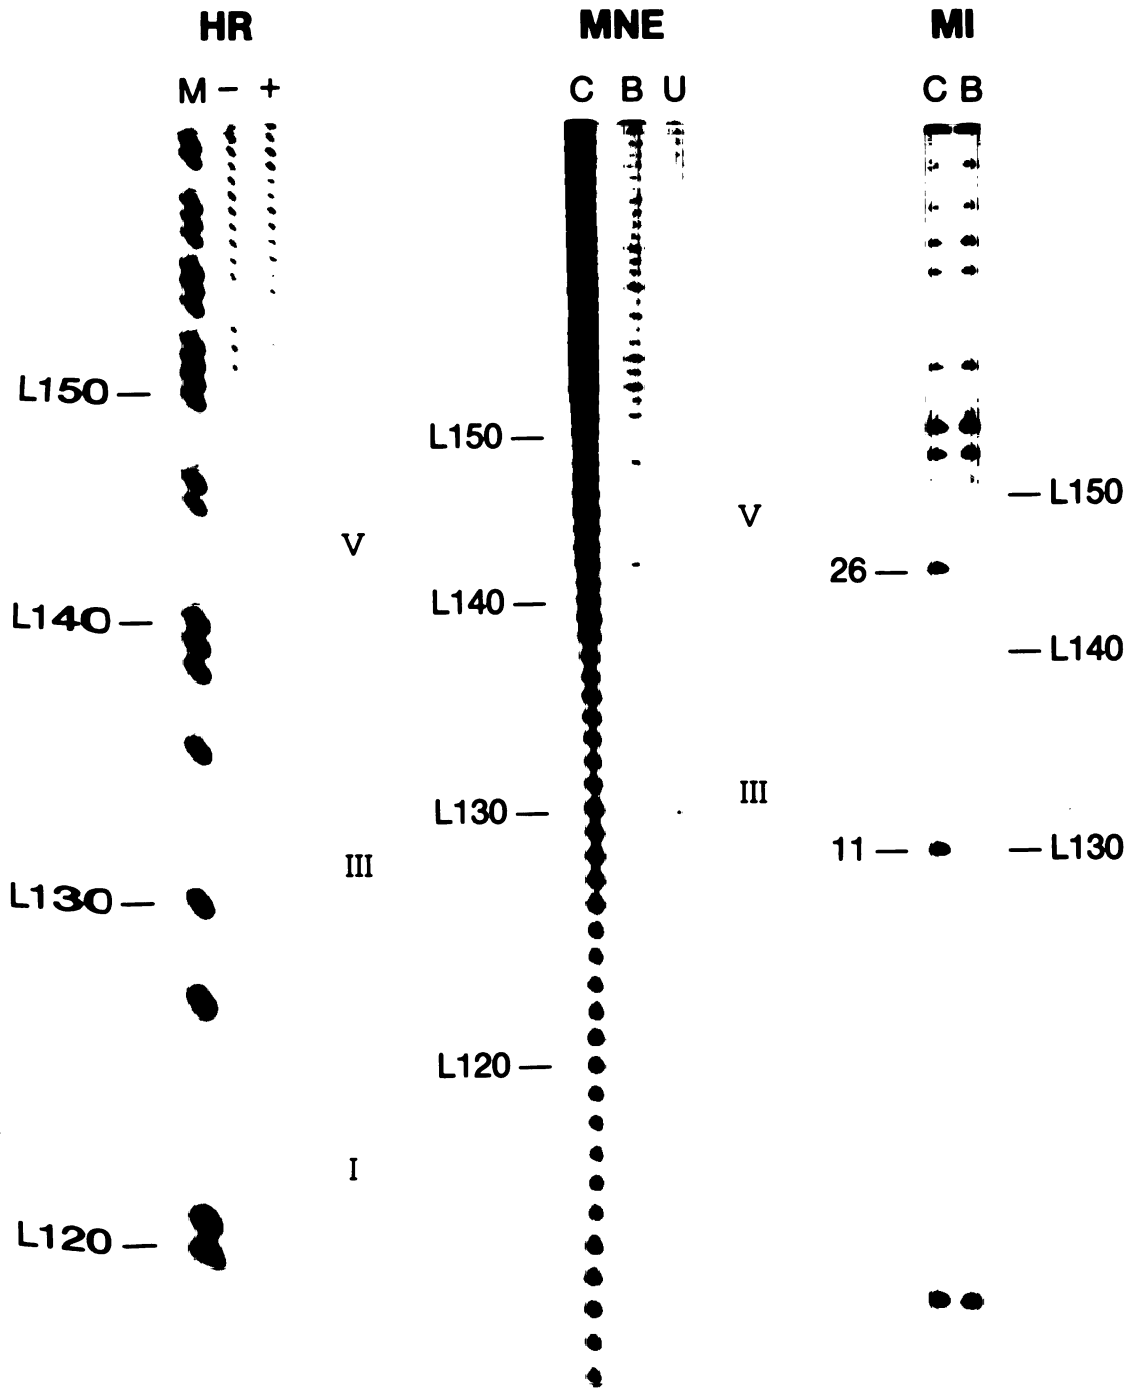 HR MNE MI
M − + C B U C B
L150 —
L150 —
— L150
V
V
26 —
L140 —
L140 —
— L140
III
L130 —
11 —
— L130
III
L130 —
L120 —
I
L120 —